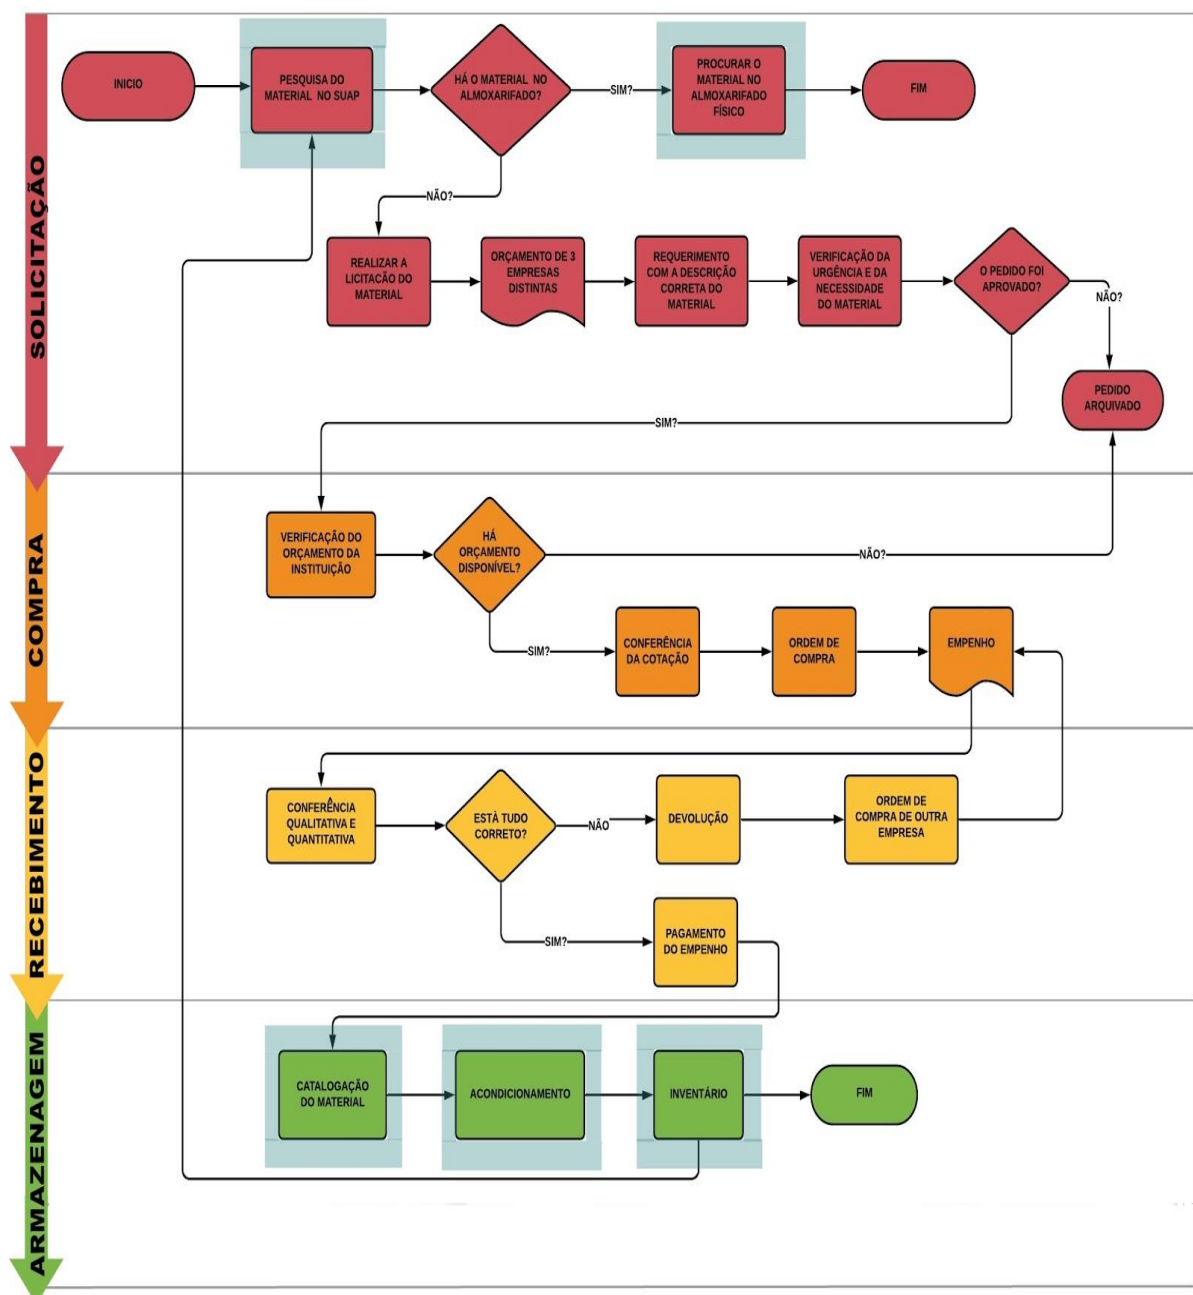 SOLICITAÇÃO
INICIO
PESQUISA DO
MATERIAL NO SUAP
HÁ O MATERIAL NO
ALMOXARIFADO?
SIM?
PROCURAR O
MATERIAL NO
ALMOXARIFADO
FÍSICO
FIM
NÃO?
REALIZAR A
LICITAÇÃO DO
MATERIAL
ORÇAMENTO DE 3
EMPRESAS
DISTINTAS
REQUERIMENTO
COM A DESCRIÇÃO
CORRETA DO
MATERIAL
VERIFICAÇÃO DA
URGÊNCIA E DA
NECESSIDADE
DO MATERIAL
O PEDIDO FOI
APROVADO?
NÃO?
PEDIDO
ARQUIVADO
SIM?
COMPRA
VERIFICAÇÃO DO
ORÇAMENTO DA
INSTITUIÇÃO
HÁ
ORÇAMENTO
DISPONÍVEL?
NÃO?
SIM?
CONFERÊNCIA
DA COTAÇÃO
ORDEM DE
COMPRA
EMPENHO
RECEBIMENTO
CONFERÊNCIA
QUALITATIVA E
QUANTITATIVA
ESTÀ TUDO
CORRETO?
NÃO
DEVOLUÇÃO
ORDEM DE
COMPRA DE OUTRA
EMPRESA
SIM?
PAGAMENTO
DO EMPENHO
ARMAZENAGEM
CATALOGAÇÃO
DO MATERIAL
ACONDICIONAMENTO
INVENTÁRIO
FIM